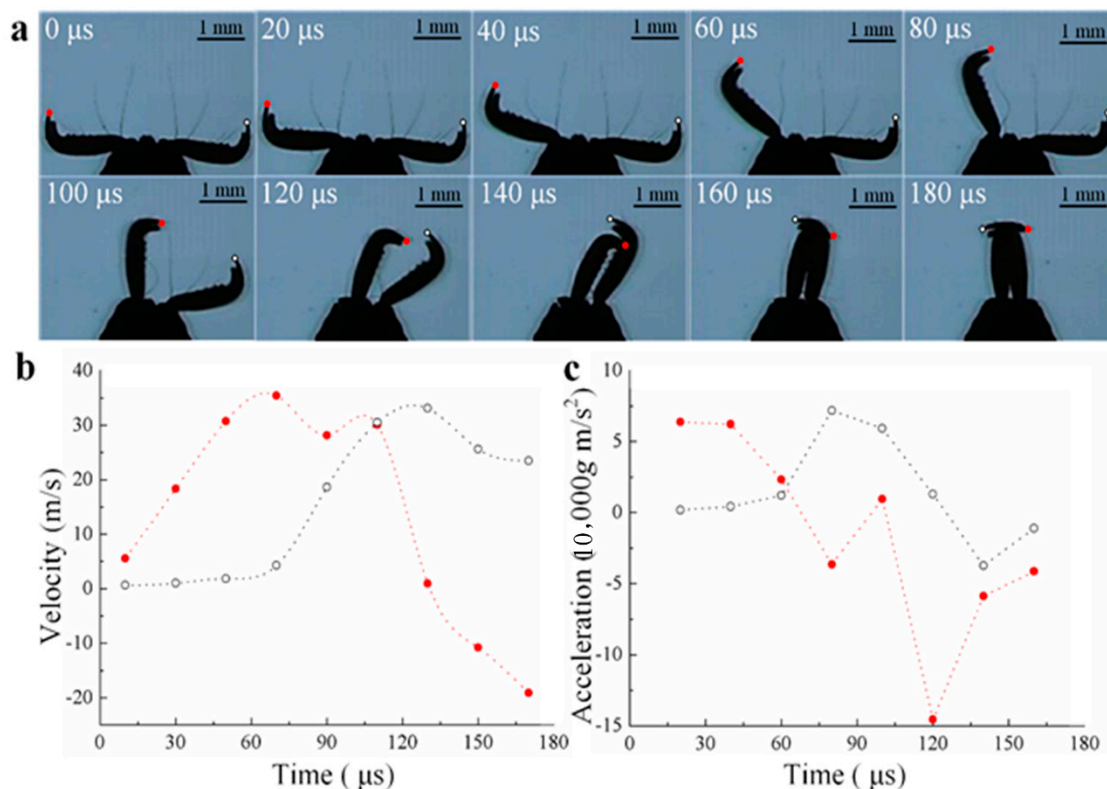 a
0 μs
1 mm
20 μs
1 mm
40 μs
1 mm
60 μs
1 mm
80 μs
1 mm
100 μs
1 mm
120 μs
1 mm
140 μs
1 mm
160 μs
1 mm
180 μs
1 mm
b
40
30
20
10
0
-10
-20
Velocity (m/s)
0
30
60
90
120
150
180
Time ( μs)
c
10
5
0
-5
-10
-15
Acceleration (10,000g m/s²)
0
30
60
90
120
150
180
Time ( μs)